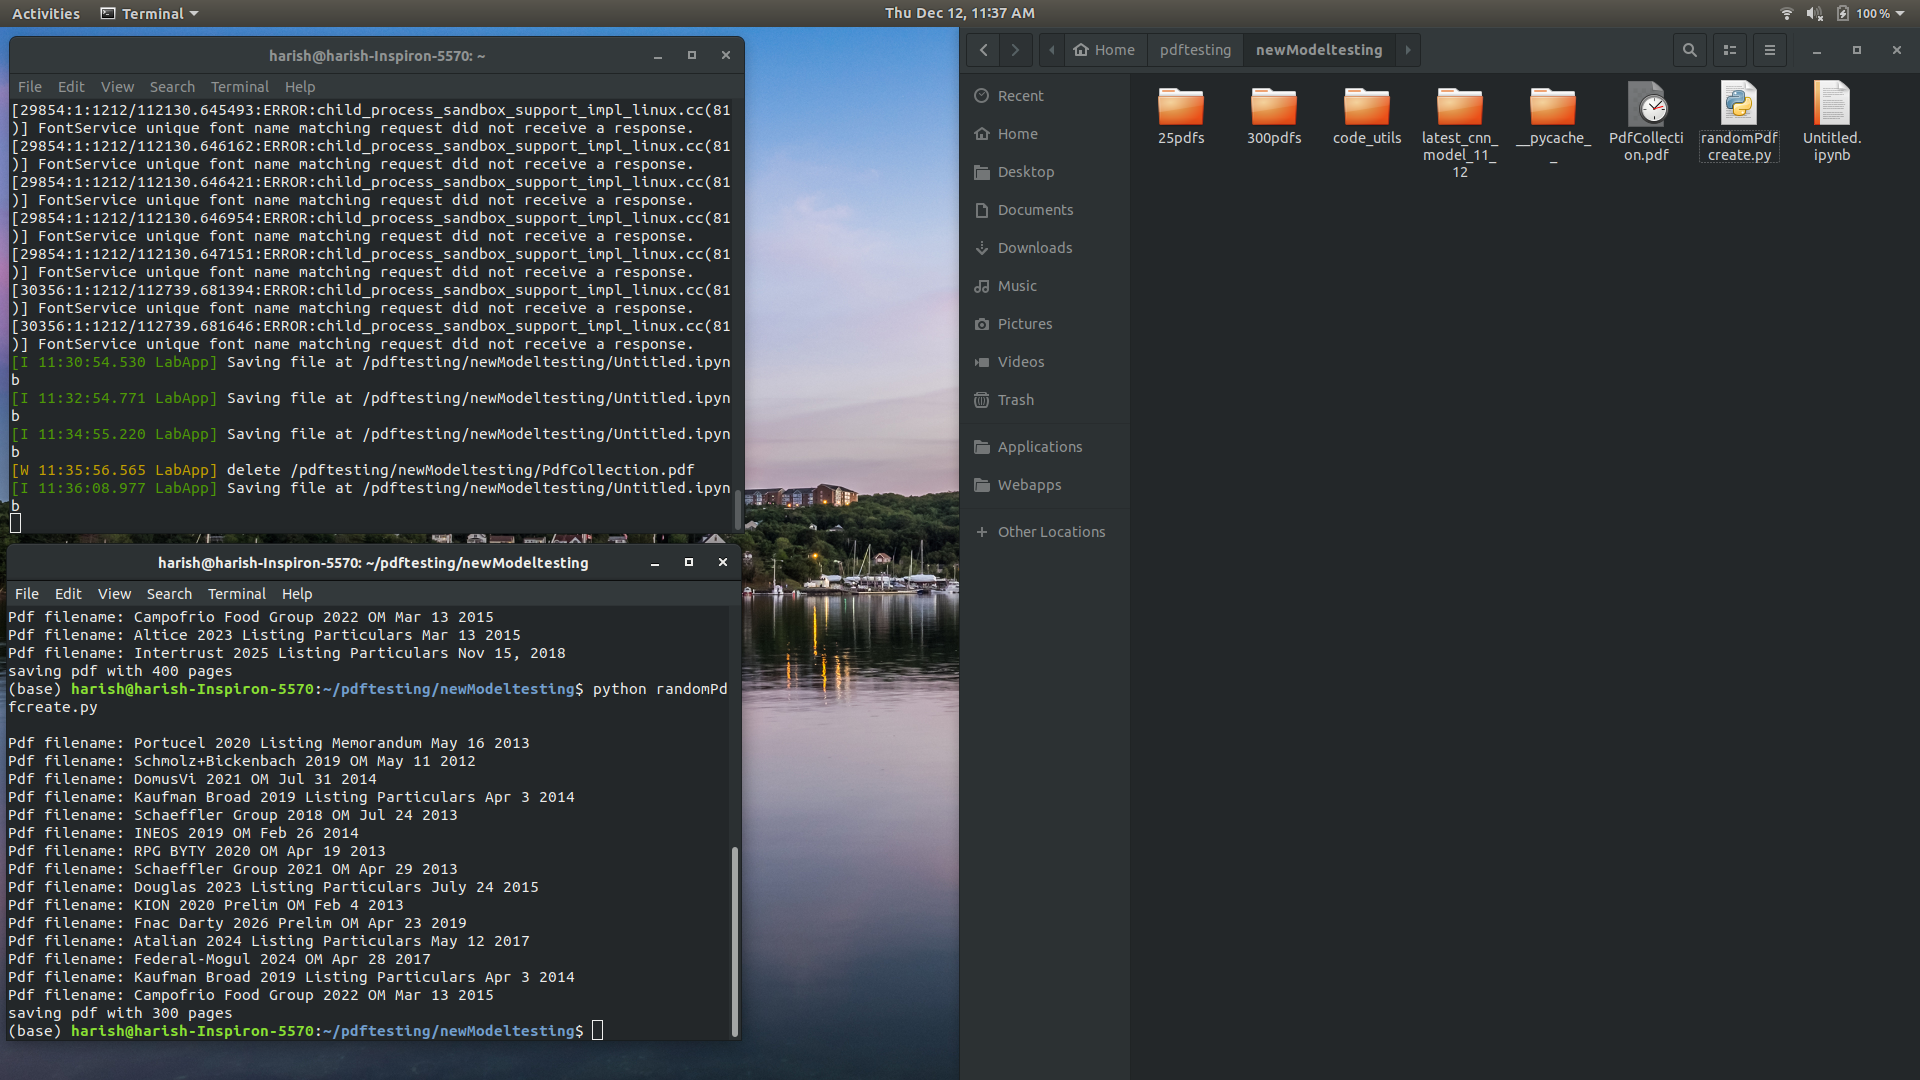 Activities
Terminal
Thu Dec 12, 11:37 AM
100 %
harish@harish-Inspiron-5570: ~
File Edit View Search Terminal Help
[29854:1:1212/112130.645493:ERROR:child_process_sandbox_support_impl_linux.cc(81
)] FontService unique font name matching request did not receive a response.
[29854:1:1212/112130.646162:ERROR:child_process_sandbox_support_impl_linux.cc(81
)] FontService unique font name matching request did not receive a response.
[29854:1:1212/112130.646421:ERROR:child_process_sandbox_support_impl_linux.cc(81
)] FontService unique font name matching request did not receive a response.
[29854:1:1212/112130.646954:ERROR:child_process_sandbox_support_impl_linux.cc(81
)] FontService unique font name matching request did not receive a response.
[29854:1:1212/112130.647151:ERROR:child_process_sandbox_support_impl_linux.cc(81
)] FontService unique font name matching request did not receive a response.
[30356:1:1212/112739.681394:ERROR:child_process_sandbox_support_impl_linux.cc(81
)] FontService unique font name matching request did not receive a response.
[30356:1:1212/112739.681646:ERROR:child_process_sandbox_support_impl_linux.cc(81
)] FontService unique font name matching request did not receive a response.
[I 11:30:54.530 LabApp] Saving file at /pdftesting/newModeltesting/Untitled.ipyn
b
[I 11:32:54.771 LabApp] Saving file at /pdftesting/newModeltesting/Untitled.ipyn
b
[I 11:34:55.220 LabApp] Saving file at /pdftesting/newModeltesting/Untitled.ipyn
b
[W 11:35:56.565 LabApp] delete /pdftesting/newModeltesting/PdfCollection.pdf
[I 11:36:08.977 LabApp] Saving file at /pdftesting/newModeltesting/Untitled.ipyn
b
harish@harish-Inspiron-5570: ~/pdftesting/newModeltesting
File Edit View Search Terminal Help
Pdf filename: Campofrio Food Group 2022 OM Mar 13 2015
Pdf filename: Altice 2023 Listing Particulars Mar 13 2015
Pdf filename: Intertrust 2025 Listing Particulars Nov 15, 2018
saving pdf with 400 pages
(base) harish@harish-Inspiron-5570:~/pdftesting/newModeltesting$ python randomPd
fcreate.py
Pdf filename: Portucel 2020 Listing Memorandum May 16 2013
Pdf filename: Schmolz+Bickenbach 2019 OM May 11 2012
Pdf filename: DomusVi 2021 OM Jul 31 2014
Pdf filename: Kaufman Broad 2019 Listing Particulars Apr 3 2014
Pdf filename: Schaeffler Group 2018 OM Jul 24 2013
Pdf filename: INEOS 2019 OM Feb 26 2014
Pdf filename: RPG BYTY 2020 OM Apr 19 2013
Pdf filename: Schaeffler Group 2021 OM Apr 29 2013
Pdf filename: Douglas 2023 Listing Particulars July 24 2015
Pdf filename: KION 2020 Prelim OM Feb 4 2013
Pdf filename: Fnac Darty 2026 Prelim OM Apr 23 2019
Pdf filename: Atalian 2024 Listing Particulars May 12 2017
Pdf filename: Federal-Mogul 2024 OM Apr 28 2017
Pdf filename: Kaufman Broad 2019 Listing Particulars Apr 3 2014
Pdf filename: Campofrio Food Group 2022 OM Mar 13 2015
saving pdf with 300 pages
(base) harish@harish-Inspiron-5570:~/pdftesting/newModeltesting$
Home
pdftesting
newModeltesting
Recent
Home
Desktop
Documents
Downloads
Music
Pictures
Videos
Trash
Applications
Webapps
+ Other Locations
25pdfs
300pdfs
code_utils
latest_cnn_
model_11_
12
__pycache_
_
PdfCollecti
on.pdf
randomPdf
create.py
Untitled.
ipynb